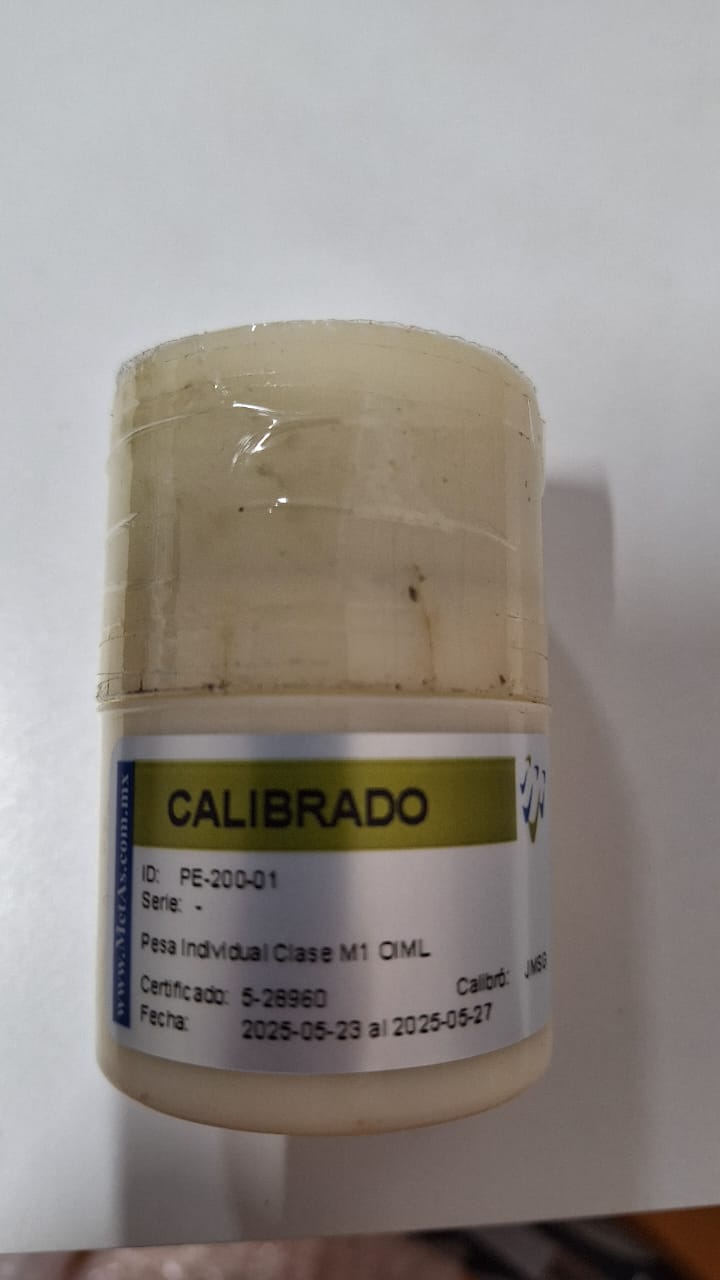 CALIBRADO
www.MetAs.com.mx
ID: PE-200-01
Serie: -
Pesa Individual Clase M1 OIML
Calibró: JMSG
Certificado: 5-28960
Fecha: 2025-05-23 al 2025-05-27